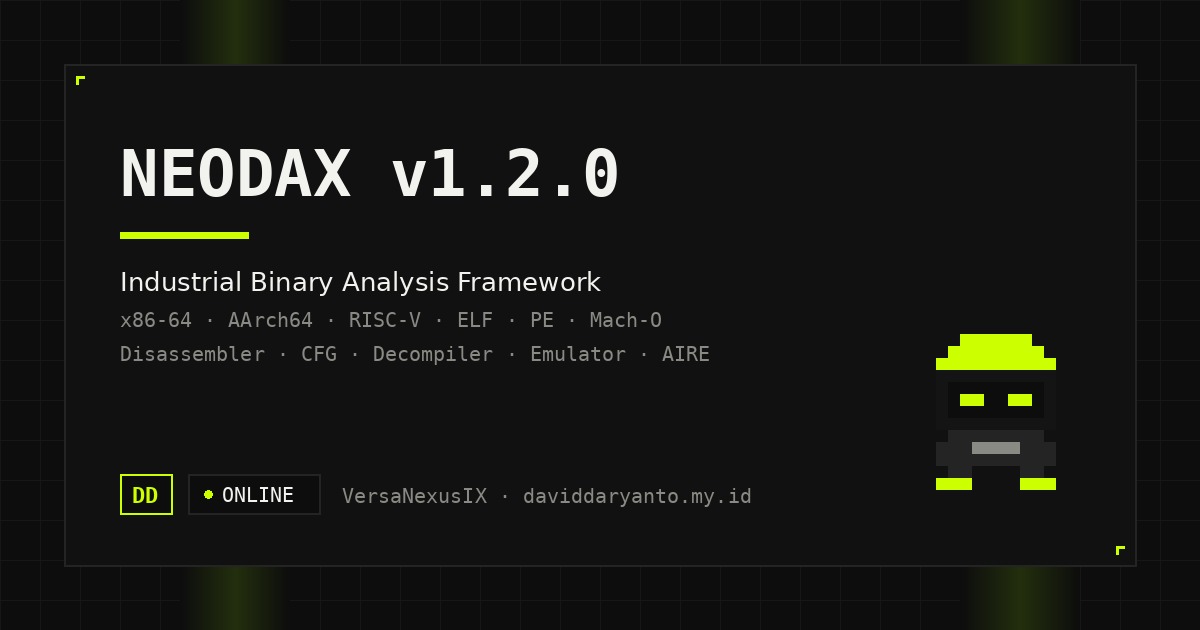 NEODAX v1.2.0
Industrial Binary Analysis Framework
x86-64 · AArch64 · RISC-V · ELF · PE · Mach-O
Disassembler · CFG · Decompiler · Emulator · AIRE
DD ONLINE VersaNexusIX · daviddaryanto.my.id